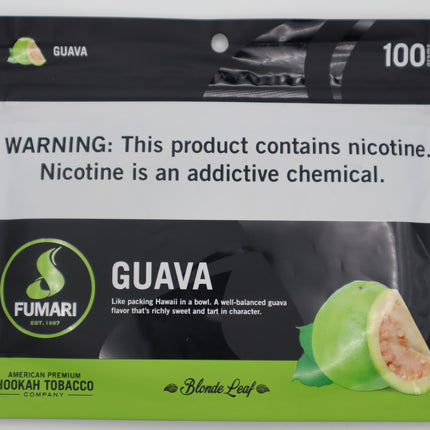 GUAVA
100
WARNING: This product contains nicotine.
Nicotine is an addictive chemical.
FUMARI
EST. 1997
GUAVA
Like packing Hawaii in a bowl. A well-balanced guava
flavor that's richly sweet and tart in character.
AMERICAN PREMIUM
HOOKAH TOBACCO
COMPANY
Blonde Leaf